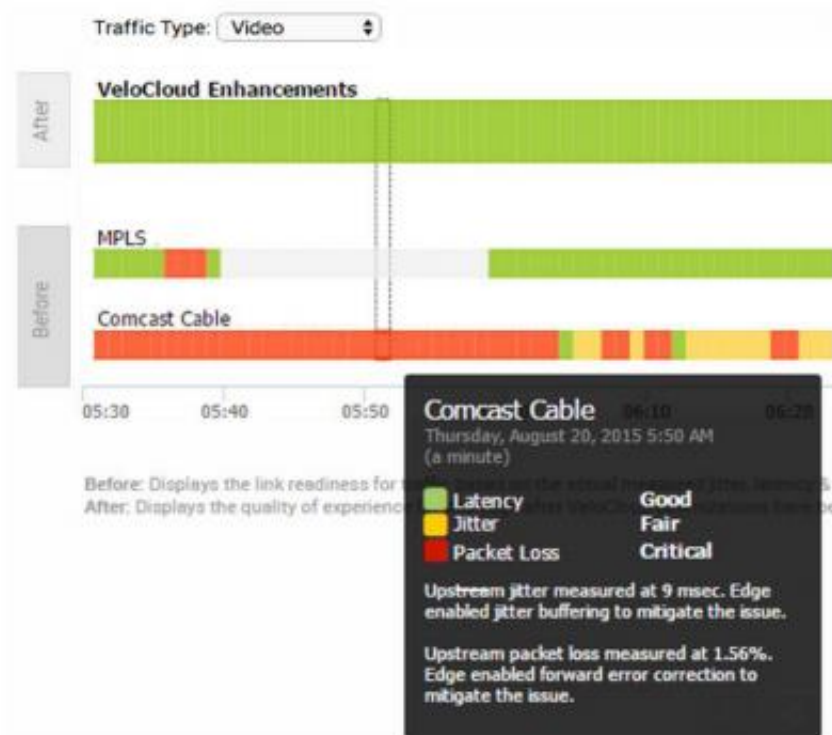 Traffic Type: Video
After
VeloCloud Enhancements
Before
MPLS
Comcast Cable
05:30 05:40 05:50 06:10 06:20
Before: Displays the link readiness for
After: Displays the quality of experience
Comcast Cable
Thursday, August 20, 2015 5:50 AM
(a minute)
Latency Good
Jitter Fair
Packet Loss Critical
Upstream jitter measured at 9 msec. Edge
enabled jitter buffering to mitigate the issue.
Upstream packet loss measured at 1.56%.
Edge enabled forward error correction to
mitigate the issue.